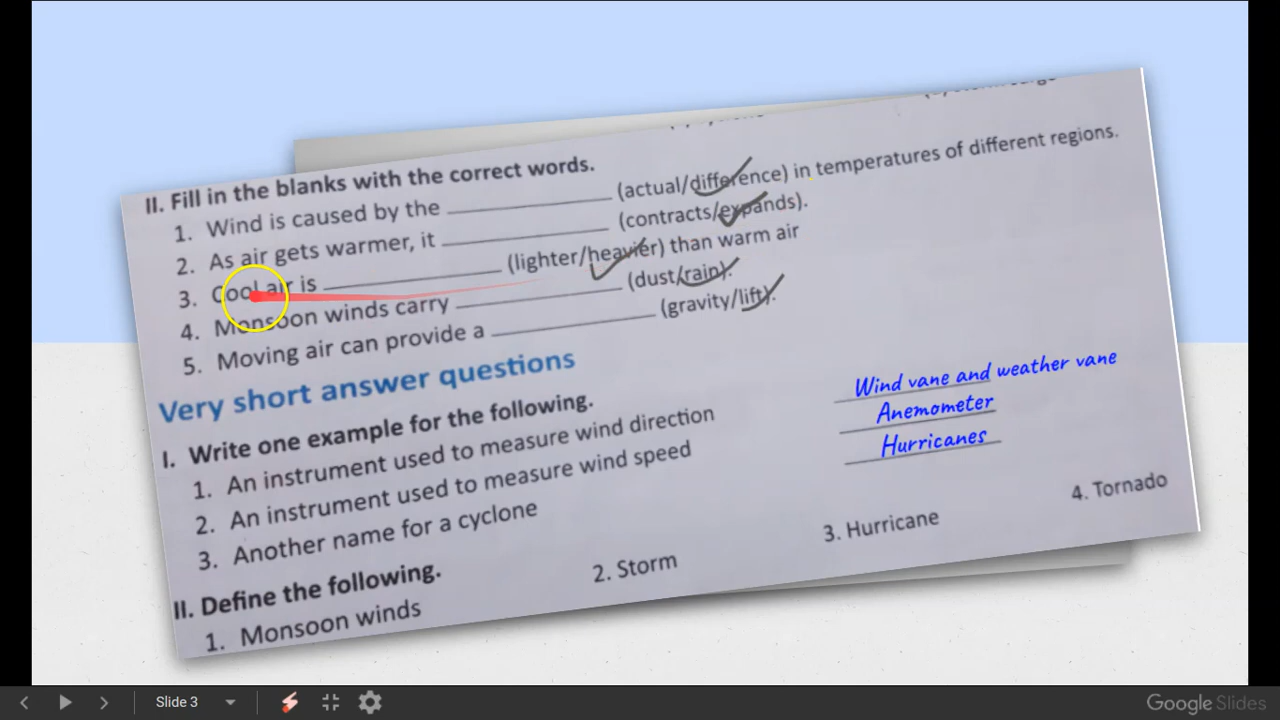 II. Fill in the blanks with the correct words.
1. Wind is caused by the ____________ (actual/difference) in temperatures of different regions.
2. As air gets warmer, it ____________ (contracts/expands).
3. Cool air is ____________ (lighter/heavier) than warm air
4. Monsoon winds carry ____________ (dust/rain).
5. Moving air can provide a ____________ (gravity/lift).
Very short answer questions
I. Write one example for the following.
1. An instrument used to measure wind direction Wind vane and weather vane
2. An instrument used to measure wind speed Anemometer
3. Another name for a cyclone Hurricanes
II. Define the following.
1. Monsoon winds 2. Storm 3. Hurricane 4. Tornado
Slide 3
Google Slides